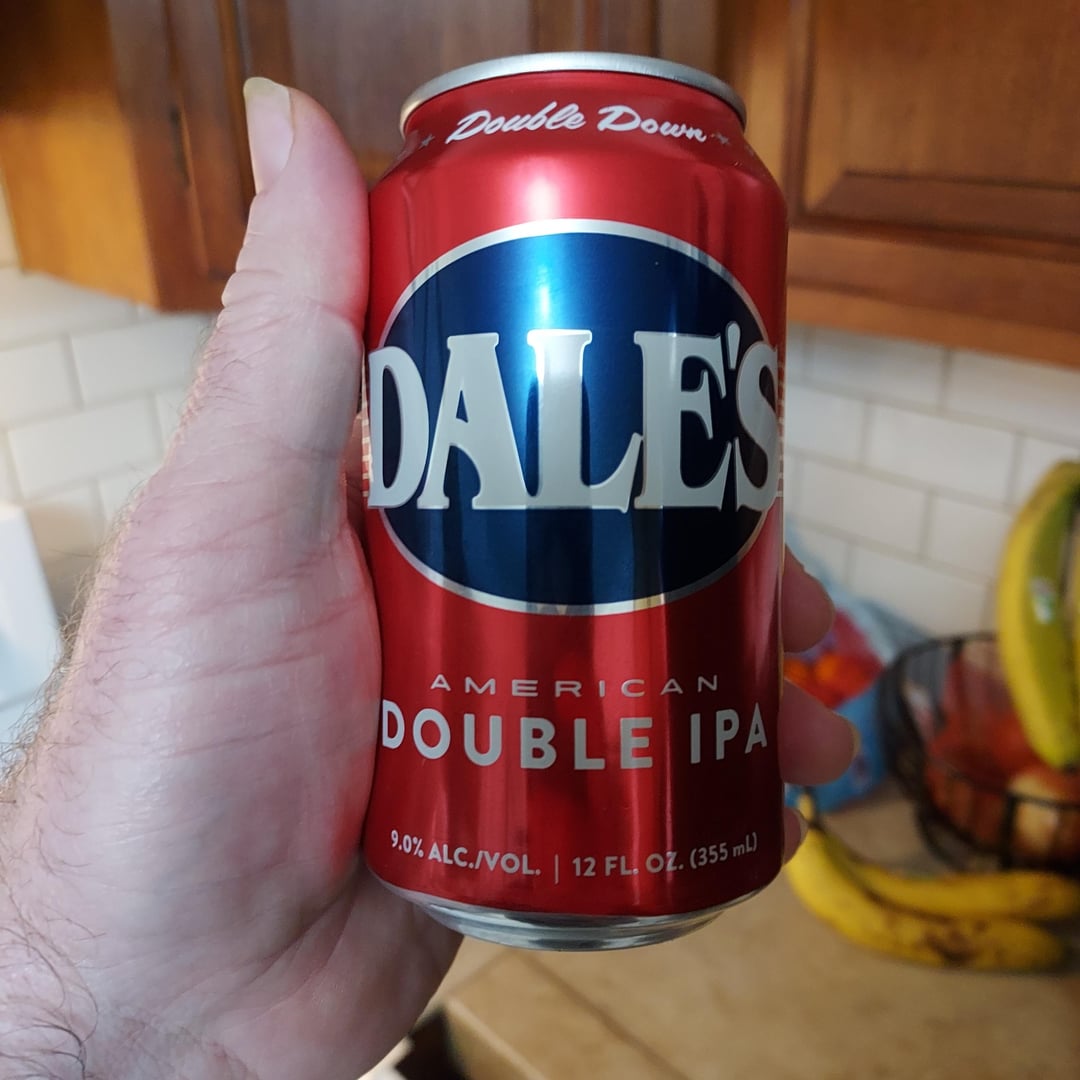 Double Down
DALE'S
AMERICAN
DOUBLE IPA
9.0% ALC./VOL. | 12 FL. OZ. (355 mL)